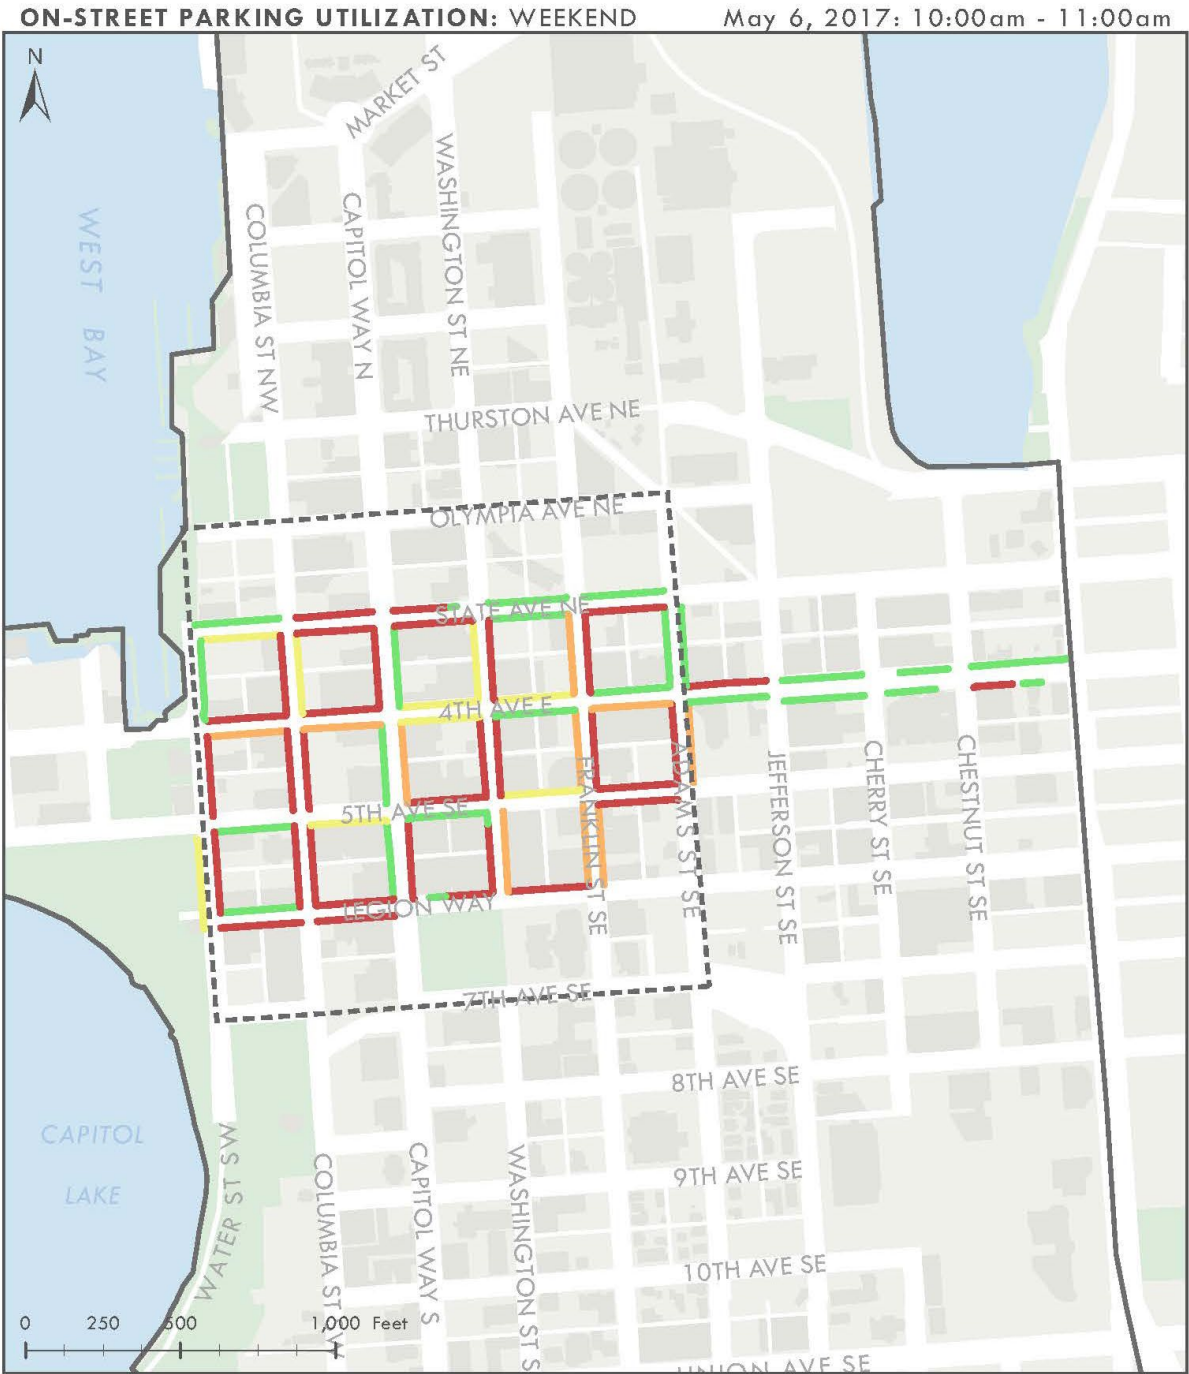 ON-STREET PARKING UTILIZATION: WEEKEND
May 6, 2017: 10:00am - 11:00am
N
MARKET ST
WASHINGTON ST NE
CAPITOL WAY N
COLUMBIA ST NW
WEST BAY
THURSTON AVE NE
OLYMPIA AVE NE
STATE AVE NE
4TH AVE E
5TH AVE SE
FRANKLIN ST SE
ADAMS ST SE
JEFFERSON ST SE
CHERRY ST SE
CHESTNUT ST SE
LEGION WAY
7TH AVE SE
8TH AVE SE
CAPITOL
LAKE
WATER ST SW
COLUMBIA ST W
CAPITOL WAY S
WASHINGTON ST S
9TH AVE SE
10TH AVE SE
0 250 500 1,000 Feet
UNION AVE SE